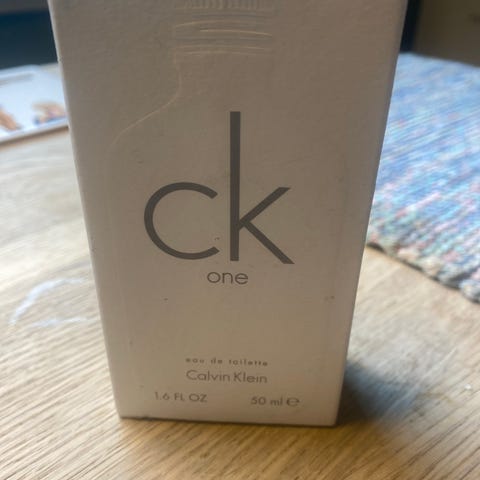 ck
one
eau de toilette
Calvin Klein
1.6 FL OZ 50 ml ℮